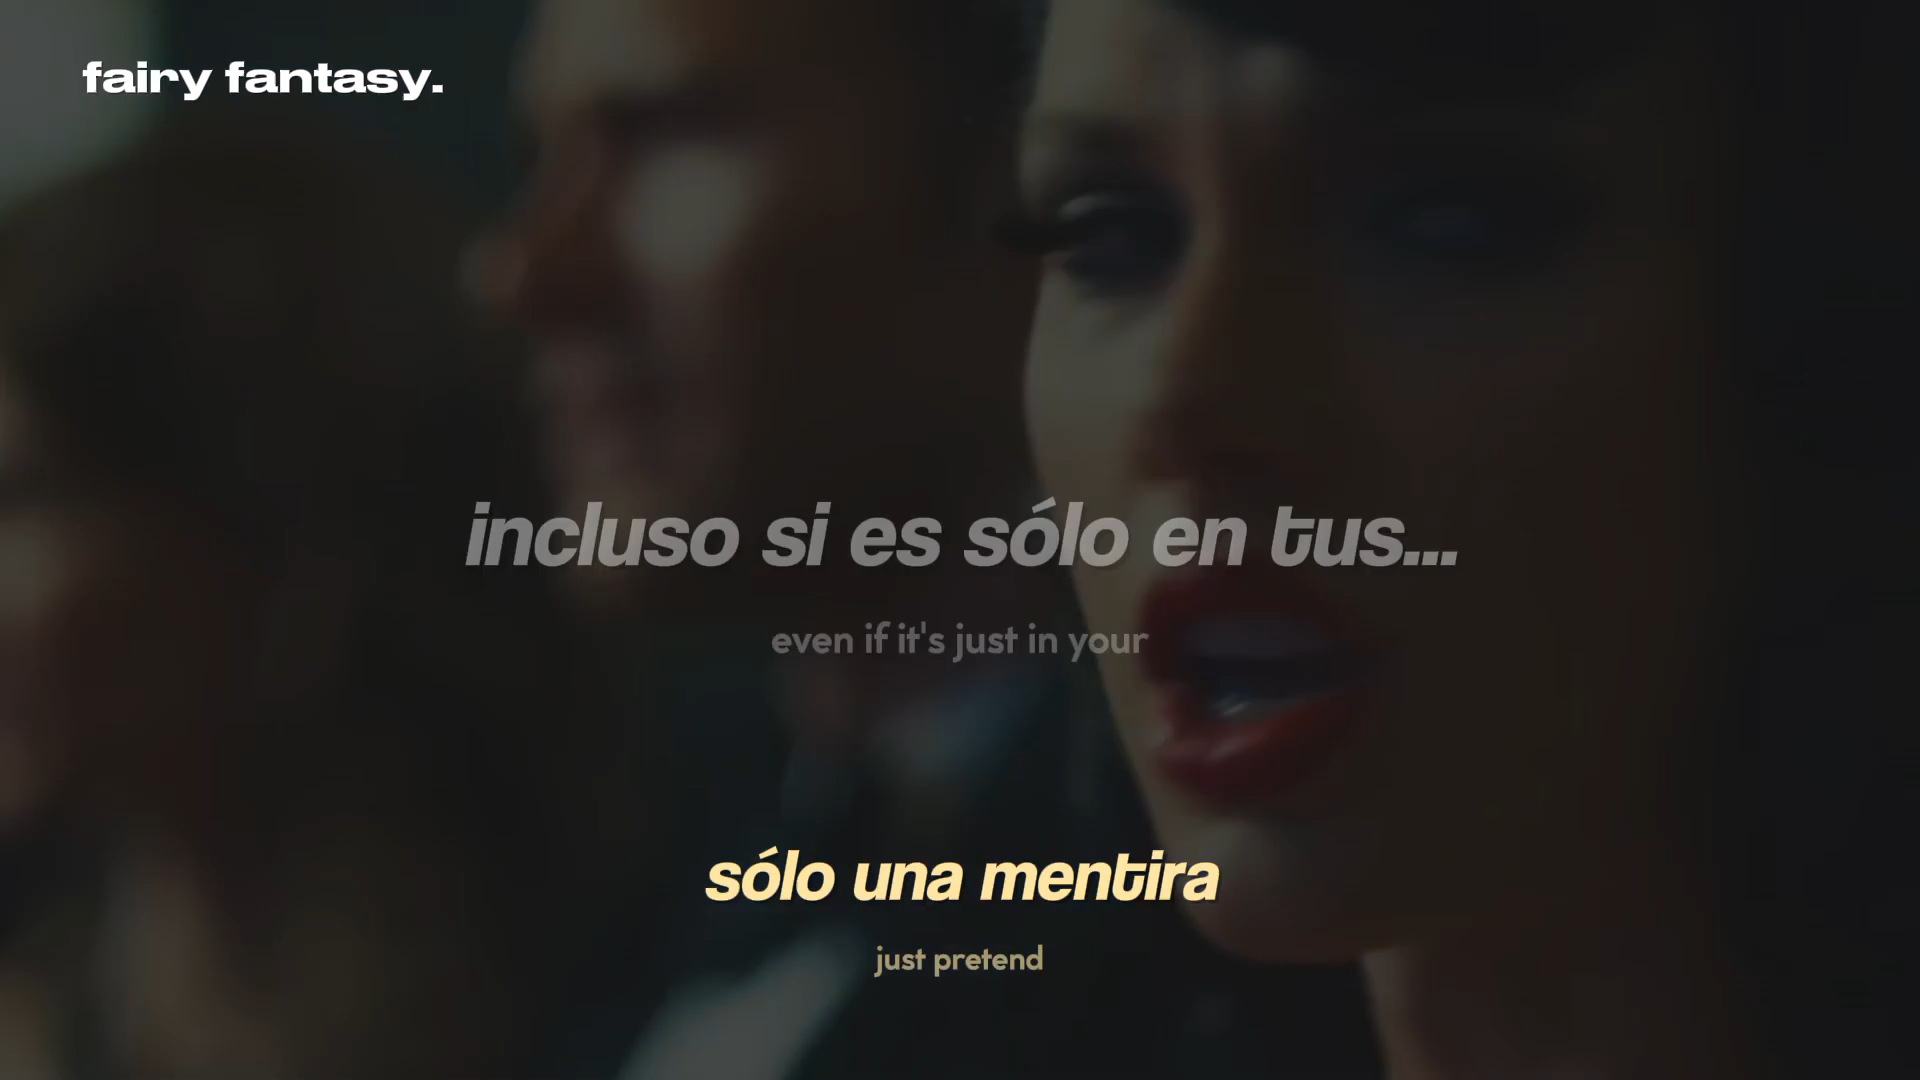 fairy fantasy.
incluso si es sólo en tus...
even if it's just in your
sólo una mentira
just pretend